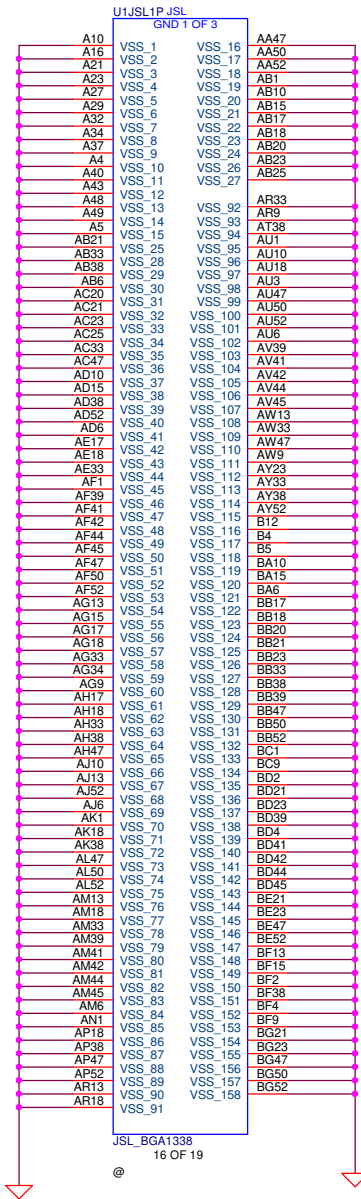 U1JSL1P JSL
GND 1 OF 3
A10 VSS_1 VSS_16 AA47
A16 VSS_2 VSS_17 AA50
A21 VSS_3 VSS_18 AA52
A23 VSS_4 VSS_19 AB1
A27 VSS_5 VSS_20 AB10
A29 VSS_6 VSS_21 AB15
A32 VSS_7 VSS_22 AB17
A34 VSS_8 VSS_23 AB18
A37 VSS_9 VSS_24 AB20
A4 VSS_10 VSS_26 AB23
A40 VSS_11 VSS_27 AB25
A43 VSS_12
A48 VSS_13 VSS_92 AR33
A49 VSS_14 VSS_93 AR9
A5 VSS_15 VSS_94 AT38
AB21 VSS_25 VSS_95 AU1
AB33 VSS_28 VSS_96 AU10
AB38 VSS_29 VSS_97 AU18
AB6 VSS_30 VSS_98 AU3
AC20 VSS_31 VSS_99 AU47
AC21 VSS_32 VSS_100 AU50
AC23 VSS_33 VSS_101 AU52
AC25 VSS_34 VSS_102 AU6
AC33 VSS_35 VSS_103 AV39
AC47 VSS_36 VSS_104 AV41
AD10 VSS_37 VSS_105 AV42
AD15 VSS_38 VSS_106 AV44
AD38 VSS_39 VSS_107 AV45
AD52 VSS_40 VSS_108 AW13
AD6 VSS_41 VSS_109 AW33
AE17 VSS_42 VSS_110 AW47
AE18 VSS_43 VSS_111 AW9
AE33 VSS_44 VSS_112 AY23
AF1 VSS_45 VSS_113 AY33
AF39 VSS_46 VSS_114 AY38
AF41 VSS_47 VSS_115 AY52
AF42 VSS_48 VSS_116 B12
AF44 VSS_49 VSS_117 B4
AF45 VSS_50 VSS_118 B5
AF47 VSS_51 VSS_119 BA10
AF50 VSS_52 VSS_120 BA15
AF52 VSS_53 VSS_121 BA6
AG13 VSS_54 VSS_122 BB17
AG15 VSS_55 VSS_123 BB18
AG17 VSS_56 VSS_124 BB20
AG18 VSS_57 VSS_125 BB21
AG33 VSS_58 VSS_126 BB23
AG34 VSS_59 VSS_127 BB33
AG9 VSS_60 VSS_128 BB38
AH17 VSS_61 VSS_129 BB39
AH18 VSS_62 VSS_130 BB47
AH33 VSS_63 VSS_131 BB50
AH38 VSS_64 VSS_132 BB52
AH47 VSS_65 VSS_133 BC1
AJ10 VSS_66 VSS_134 BC9
AJ13 VSS_67 VSS_135 BD2
AJ52 VSS_68 VSS_136 BD21
AJ6 VSS_69 VSS_137 BD23
AK1 VSS_70 VSS_138 BD39
AK18 VSS_71 VSS_139 BD4
AK38 VSS_72 VSS_140 BD41
AL47 VSS_73 VSS_141 BD42
AL50 VSS_74 VSS_142 BD44
AL52 VSS_75 VSS_143 BD45
AM13 VSS_76 VSS_144 BE21
AM18 VSS_77 VSS_145 BE23
AM33 VSS_78 VSS_146 BE47
AM39 VSS_79 VSS_147 BE52
AM41 VSS_80 VSS_148 BF13
AM42 VSS_81 VSS_149 BF15
AM44 VSS_82 VSS_150 BF2
AM45 VSS_83 VSS_151 BF38
AM6 VSS_84 VSS_152 BF4
AN1 VSS_85 VSS_153 BF9
AP18 VSS_86 VSS_154 BG21
AP38 VSS_87 VSS_155 BG23
AP47 VSS_88 VSS_156 BG47
AP52 VSS_89 VSS_157 BG50
AR13 VSS_90 VSS_158 BG52
AR18 VSS_91
JSL_BGA1338
16 OF 19
@